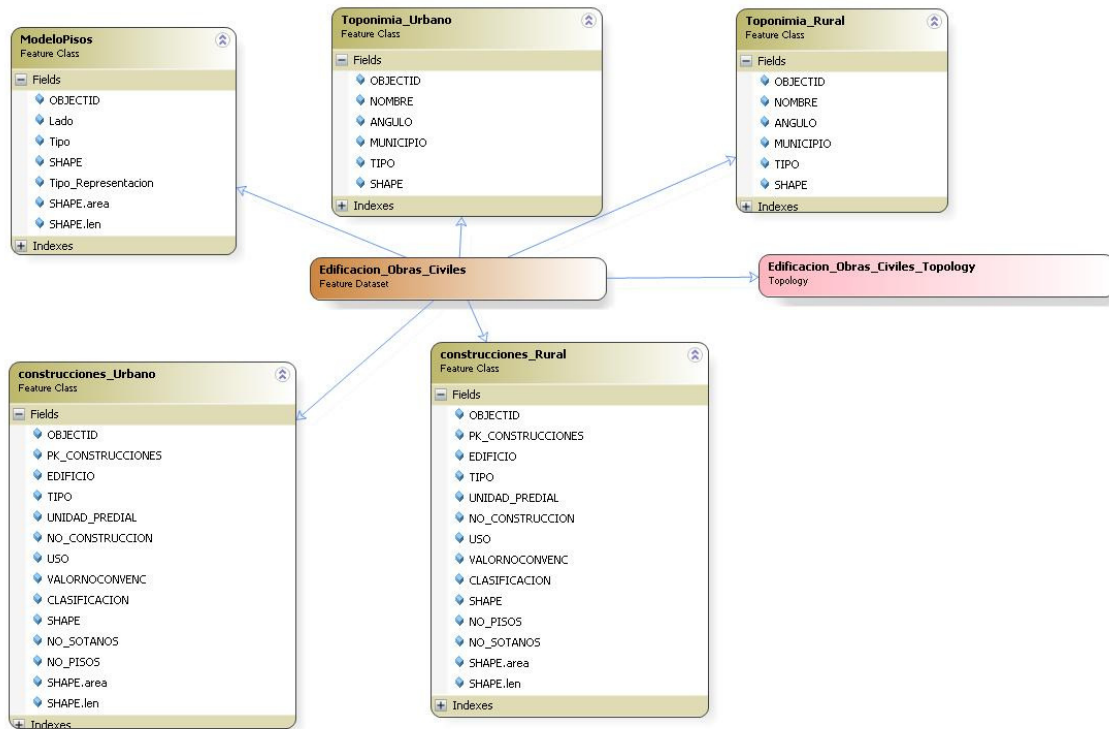 ModeloPisos
Feature Class
Fields
OBJECTID
Lado
Tipo
SHAPE
Tipo_Representacion
SHAPE.area
SHAPE.len
Indexes
Toponimia_Urbano
Feature Class
Fields
OBJECTID
NOMBRE
ANGULO
MUNICIPIO
TIPO
SHAPE
Indexes
Toponimia_Rural
Feature Class
Fields
OBJECTID
NOMBRE
ANGULO
MUNICIPIO
TIPO
SHAPE
Indexes
Edificacion_Obras_Civiles
Feature Dataset
Edificacion_Obras_Civiles_Topology
Topology
construcciones_Urbano
Feature Class
Fields
OBJECTID
PK_CONSTRUCCIONES
EDIFICIO
TIPO
UNIDAD_PREDIAL
NO_CONSTRUCCION
USO
VALORNOCONVENC
CLASIFICACION
SHAPE
NO_SOTANOS
NO_PISOS
SHAPE.area
SHAPE.len
Indexes
construcciones_Rural
Feature Class
Fields
OBJECTID
PK_CONSTRUCCIONES
EDIFICIO
TIPO
UNIDAD_PREDIAL
NO_CONSTRUCCION
USO
VALORNOCONVENC
CLASIFICACION
SHAPE
NO_PISOS
NO_SOTANOS
SHAPE.area
SHAPE.len
Indexes